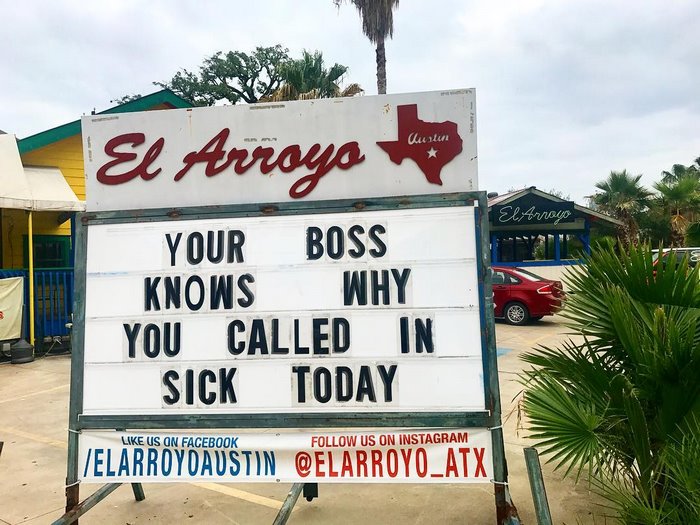 El Arroyo
Austin
El Arroyo
YOUR BOSS
KNOWS WHY
YOU CALLED IN
SICK TODAY
LIKE US ON FACEBOOK
/ELARROYOAUSTIN
FOLLOW US ON INSTAGRAM
@ELARROYO_ATX